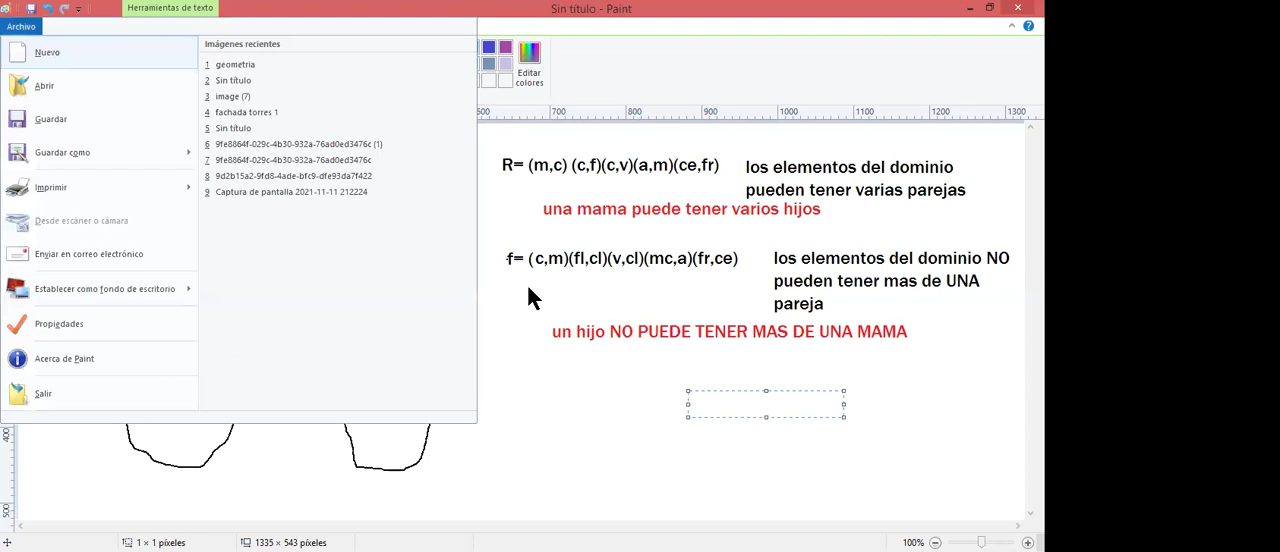 Herramientas de texto
Sin título - Paint
Archivo
Nuevo
Abrir
Guardar
Guardar como
Imprimir
Desde escáner o cámara
Enviar en correo electrónico
Establecer como fondo de escritorio
Propiedades
Acerca de Paint
Salir
Imágenes recientes
1 geometria
2 Sin título
3 image (7)
4 fachada torres 1
5 Sin título
6 9fe8864f-029c-4b30-932a-76ad0ed3476c (1)
7 9fe8864f-029c-4b30-932a-76ad0ed3476c
8 9d2b15a2-9fd8-4ade-bfc9-dfe93da7f422
9 Captura de pantalla 2021-11-11 212224
Editar
colores
600 700 800 900 1000 1100 1200 1300
R= (m,c) (c,f)(c,v)(a,m)(ce,fr)
los elementos del dominio
pueden tener varias parejas
una mama puede tener varios hijos
f= (c,m)(fl,cl)(v,cl)(mc,a)(fr,ce)
los elementos del dominio NO
pueden tener mas de UNA
pareja
un hijo NO PUEDE TENER MAS DE UNA MAMA
400
500
1 × 1 píxeles
1335 × 543 píxeles
100%